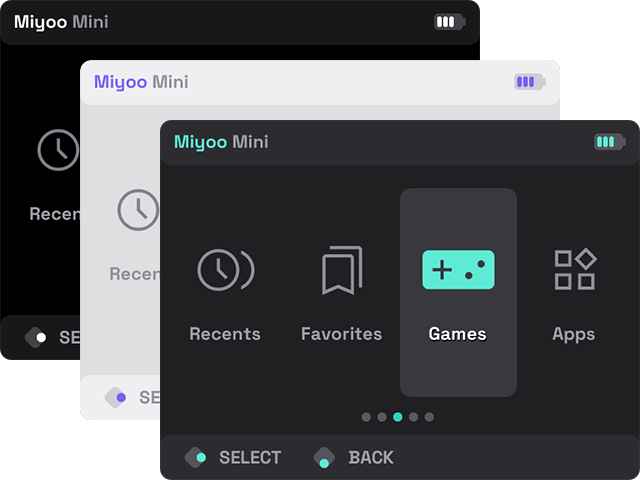 Miyoo Mini
Recen
SE
Miyoo Mini
Recen
SE
Miyoo Mini
Recents Favorites Games Apps
SELECT BACK